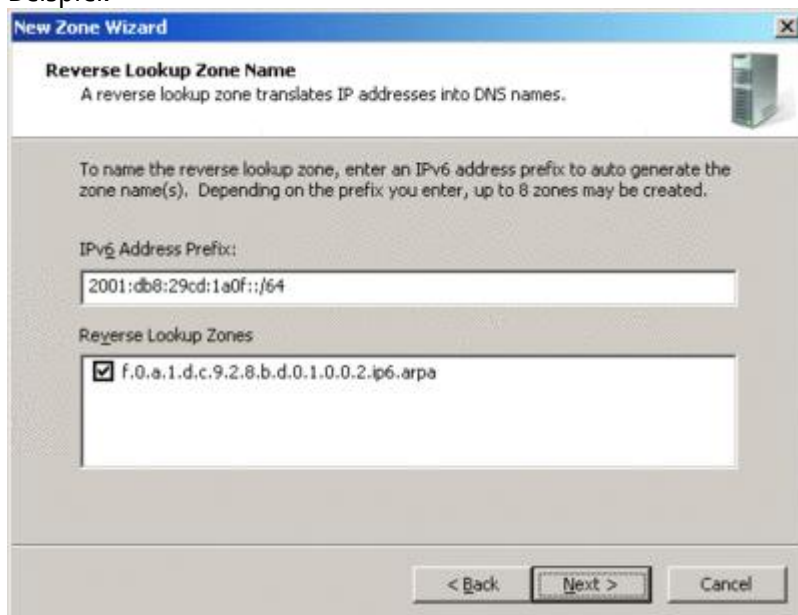 Beispiel:
New Zone Wizard
Reverse Lookup Zone Name
A reverse lookup zone translates IP addresses into DNS names.
To name the reverse lookup zone, enter an IPv6 address prefix to auto generate the
zone name(s). Depending on the prefix you enter, up to 8 zones may be created.
IPv6 Address Prefix:
2001:db8:29cd:1a0f::/64
Reverse Lookup Zones
f.0.a.1.d.c.9.2.8.b.d.0.1.0.0.2.ip6.arpa
< Back
Next >
Cancel